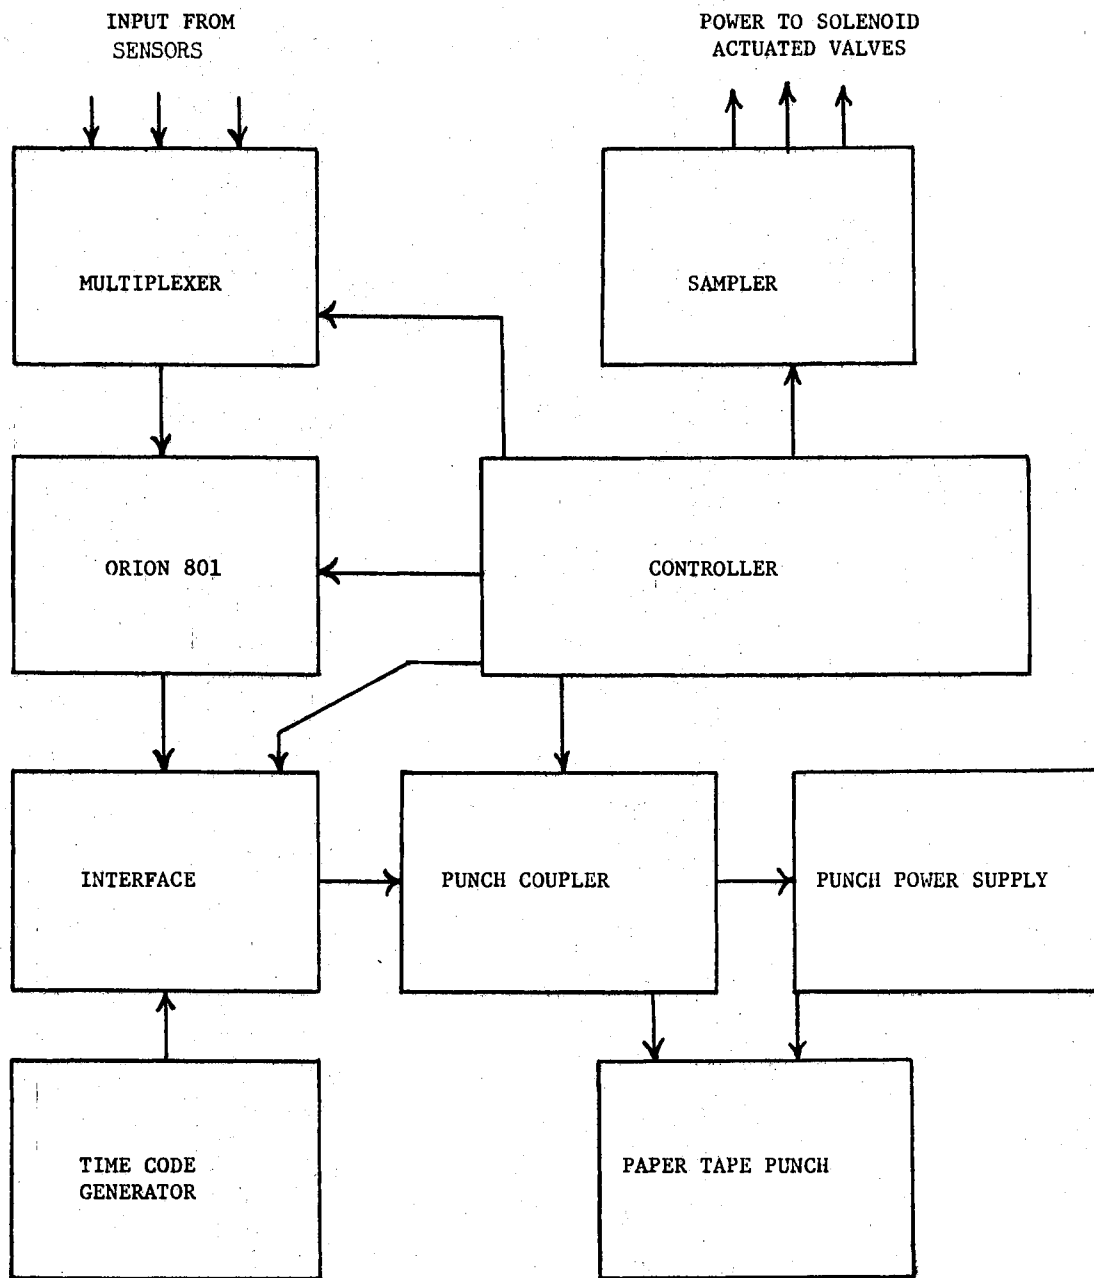 INPUT FROM
SENSORS
POWER TO SOLENOID
ACTUATED VALVES
MULTIPLEXER
SAMPLER
ORION 801
CONTROLLER
INTERFACE
PUNCH COUPLER
PUNCH POWER SUPPLY
TIME CODE
GENERATOR
PAPER TAPE PUNCH